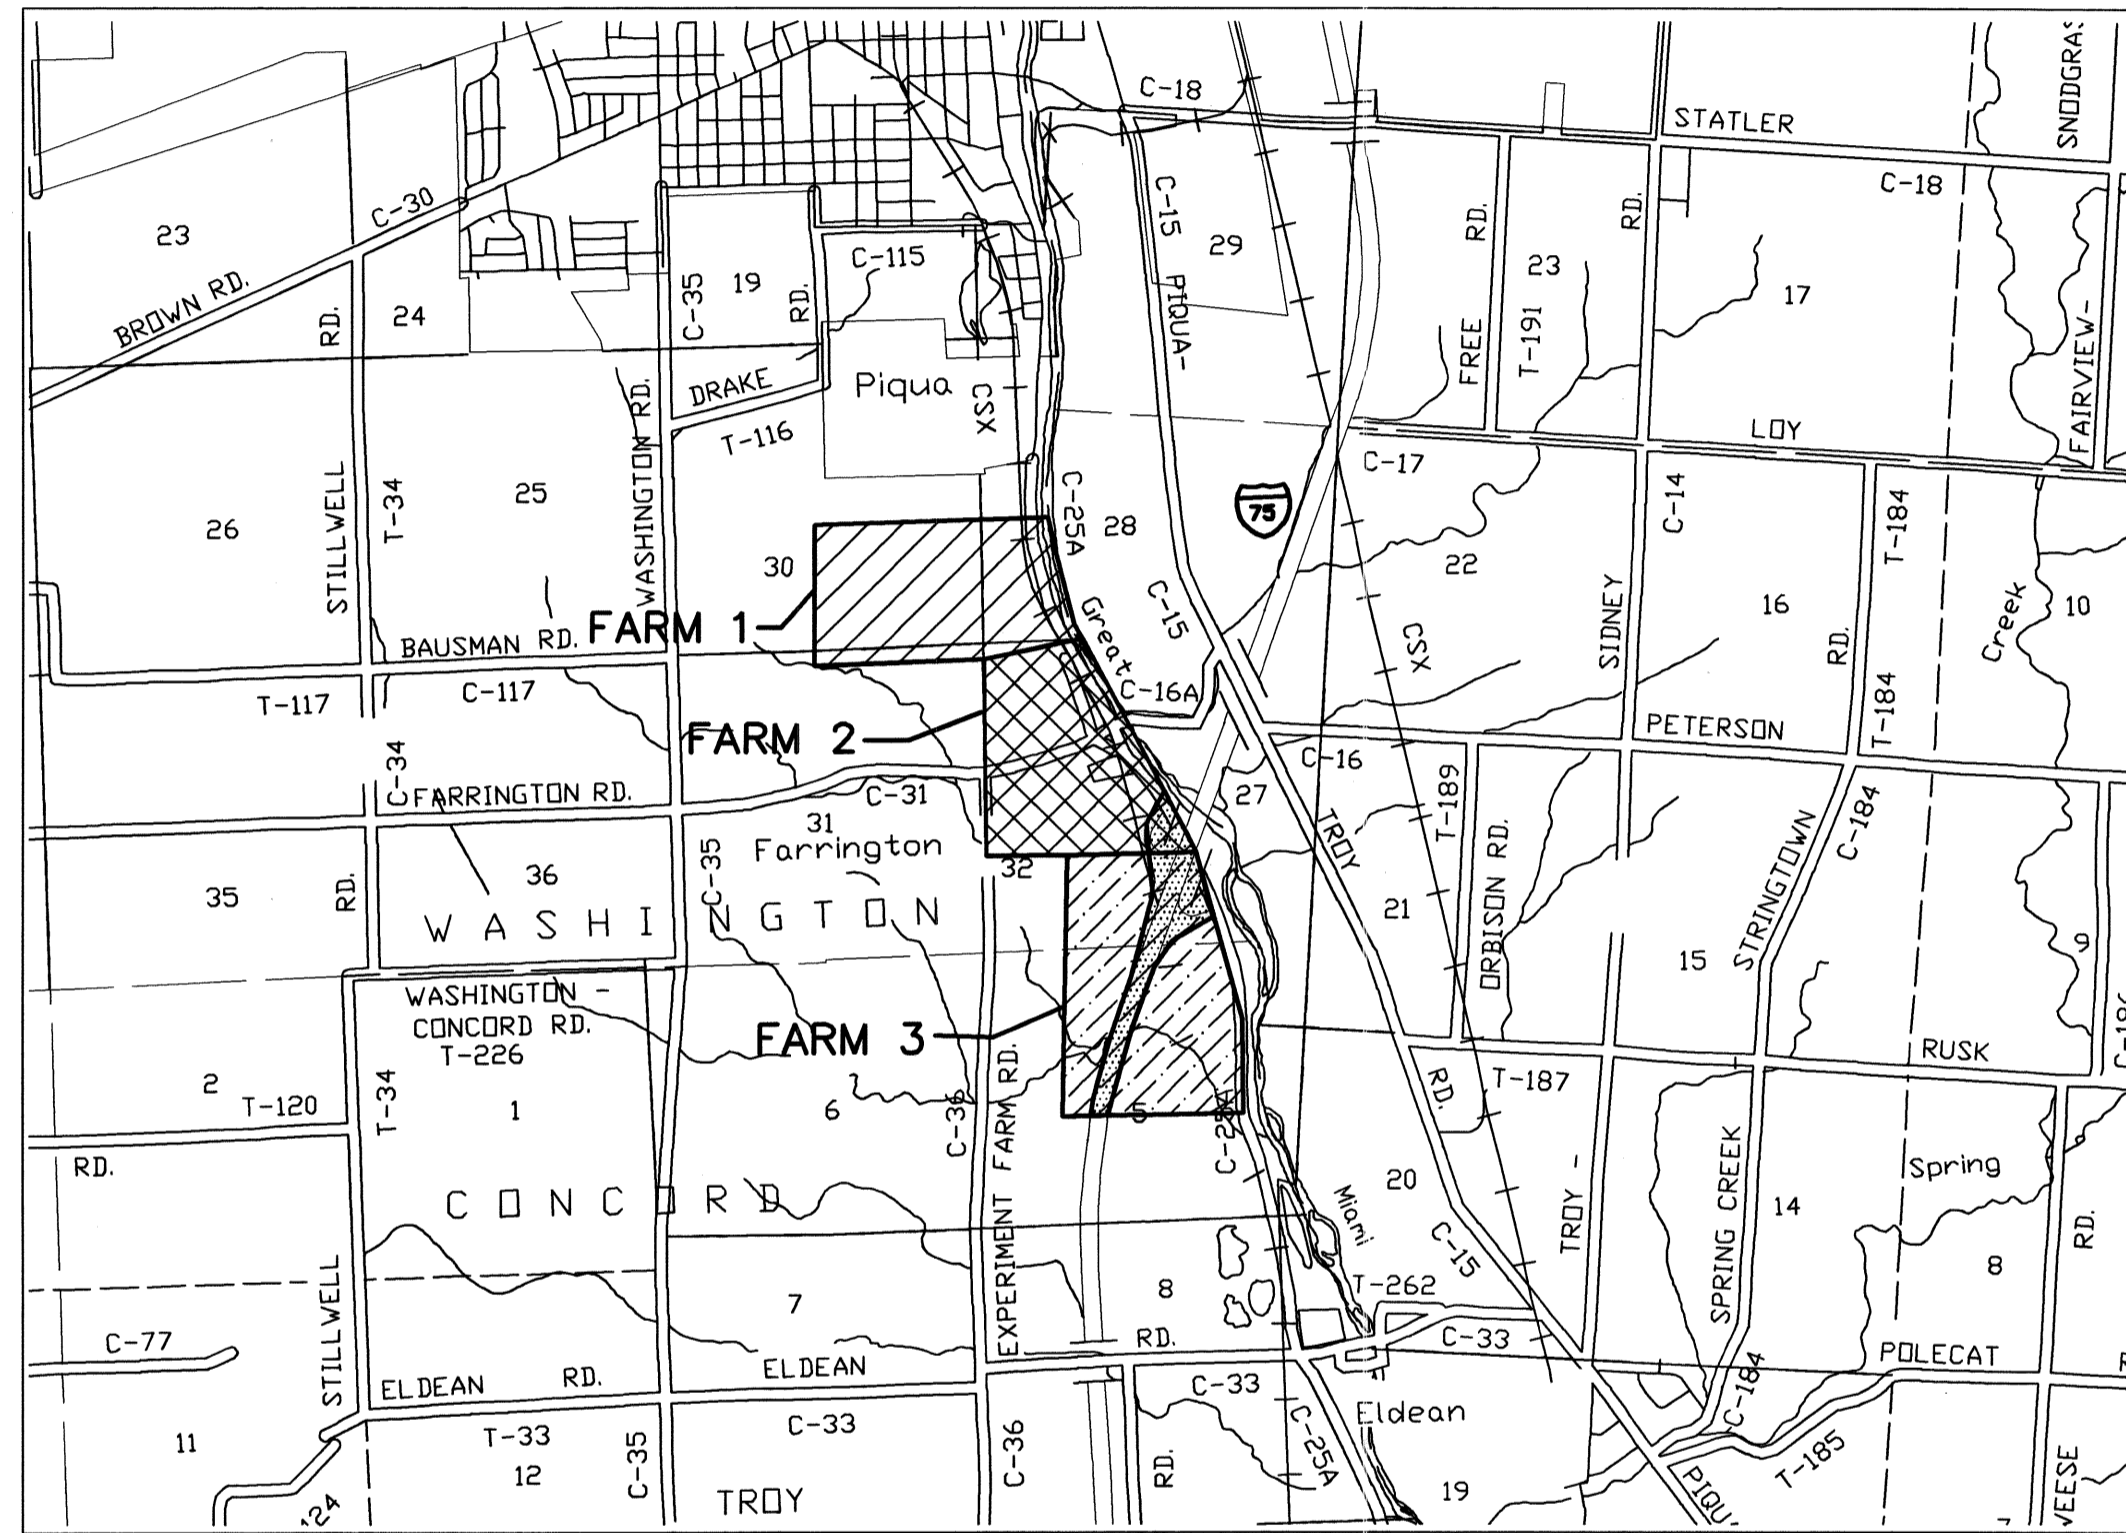 C-18
STATLER
SNODGRAS
C-18
23
C-30
BROWN RD.
RD.
24
C-35
19
RD.
C-115
C-15
PIQUA-
29
RD.
RD.
23
FREE
T-191
17
FAIRVIEW-
DRAKE
T-116
Piqua
CSX
WASHINGTON RD.
LOY
C-17
26
STILLWELL
T-34
25
30
C-25A
28
75
C-14
T-184
22
SIDNEY
16
RD.
10
Creek
FARM 1
BAUSMAN RD.
T-117
C-117
Great
C-15
C-16A
CSX
T-184
PETERSON
FARM 2
C-34
FARRINGTON RD.
C-31
C-16
27
T-189
TROY
31
Farrington
32
C-35
35
RD.
36
WASHINGTON
21
ORBISON RD.
STRINGTOWN
C-184
15
9
WASHINGTON -
CONCORD RD.
T-226
FARM 3
RUSK
T-187
RD.
2
T-120
RD.
T-34
1
6
C-36
EXPERIMENT FARM RD.
5
C-25A
CONCORD
20
Miami
C-15
TROY -
SPRING CREEK
14
Spring
RD.
8
STILLWELL
C-77
7
8
T-262
RD.
C-33
ELDEAN
RD.
ELDEAN
C-33
POLECAT
11
T-33
12
C-35
C-33
TROY
C-36
RD.
C-25A
Eldean
19
C-184
T-185
PIQU-
VEESE
124